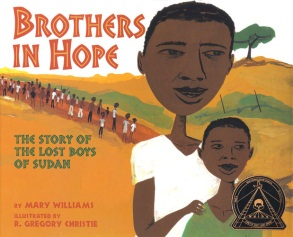 BROTHERS
IN HOPE
THE STORY OF
THE LOST BOYS
OF SUDAN
BY MARY WILLIAMS
ILLUSTRATED BY
R. GREGORY CHRISTIE